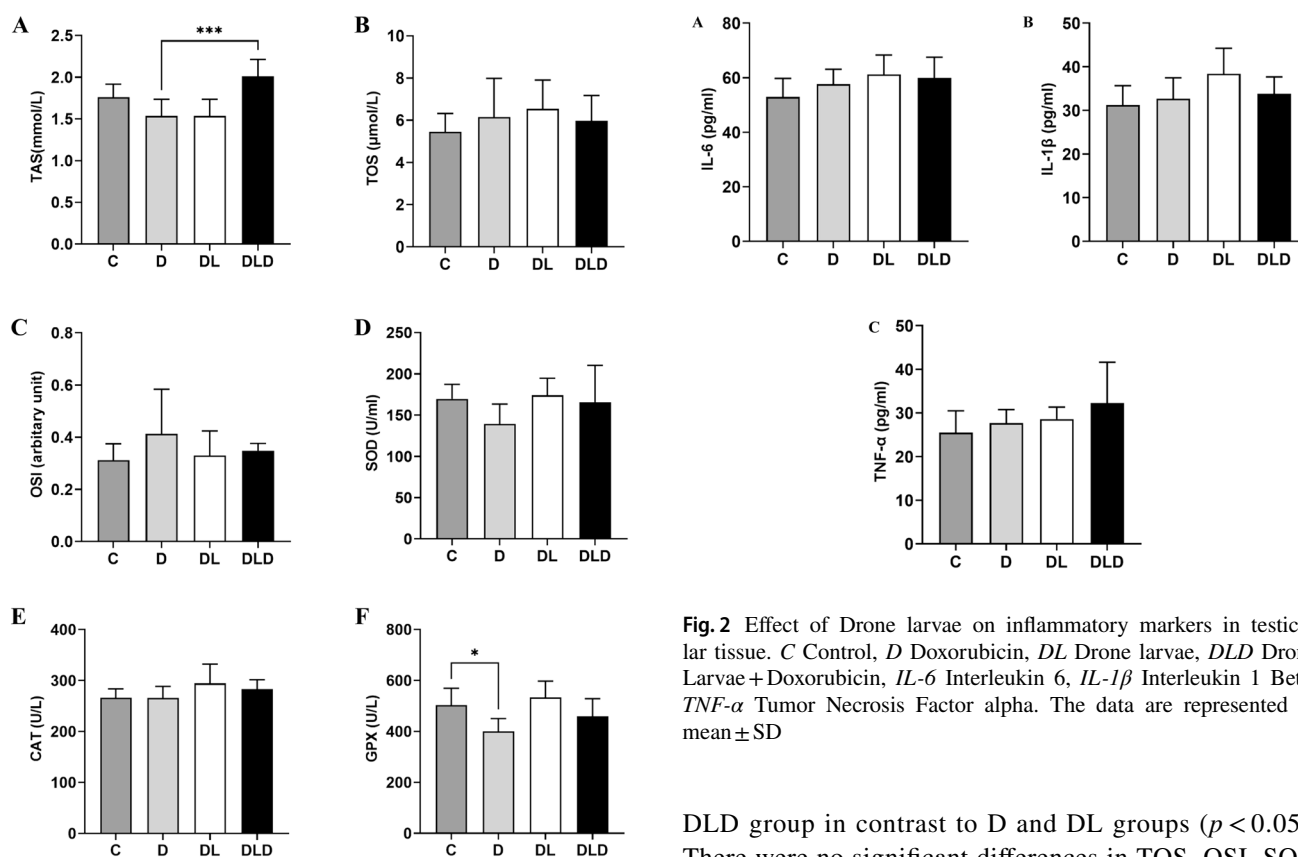 A
2.5
2.0
1.5
1.0
0.5
0.0
TAS(mmol/L)
***
C D DL DLD
B
10
8
6
4
2
0
TOS (μmol/L)
C D DL DLD
C
0.8
0.6
0.4
0.2
0.0
OSI (arbitary unit)
C D DL DLD
D
250
200
150
100
50
0
SOD (U/ml)
C D DL DLD
E
400
300
200
100
0
CAT (U/L)
C D DL DLD
F
800
600
400
200
0
GPX (U/L)
*
C D DL DLD
A
80
60
40
20
0
IL-6 (pg/ml)
C D DL DLD
B
50
40
30
20
10
0
IL-1β (pg/ml)
C D DL DLD
C
50
40
30
20
10
0
TNF-α (pg/ml)
C D DL DLD
Fig. 2 Effect of Drone larvae on inflammatory markers in testic
lar tissue. C Control, D Doxorubicin, DL Drone larvae, DLD Dron
Larvae + Doxorubicin, IL-6 Interleukin 6, IL-1β Interleukin 1 Bet
TNF-α Tumor Necrosis Factor alpha. The data are represented
mean ± SD
DLD group in contrast to D and DL groups (p < 0.05
There were no significant differences in TOS, OSI, SO